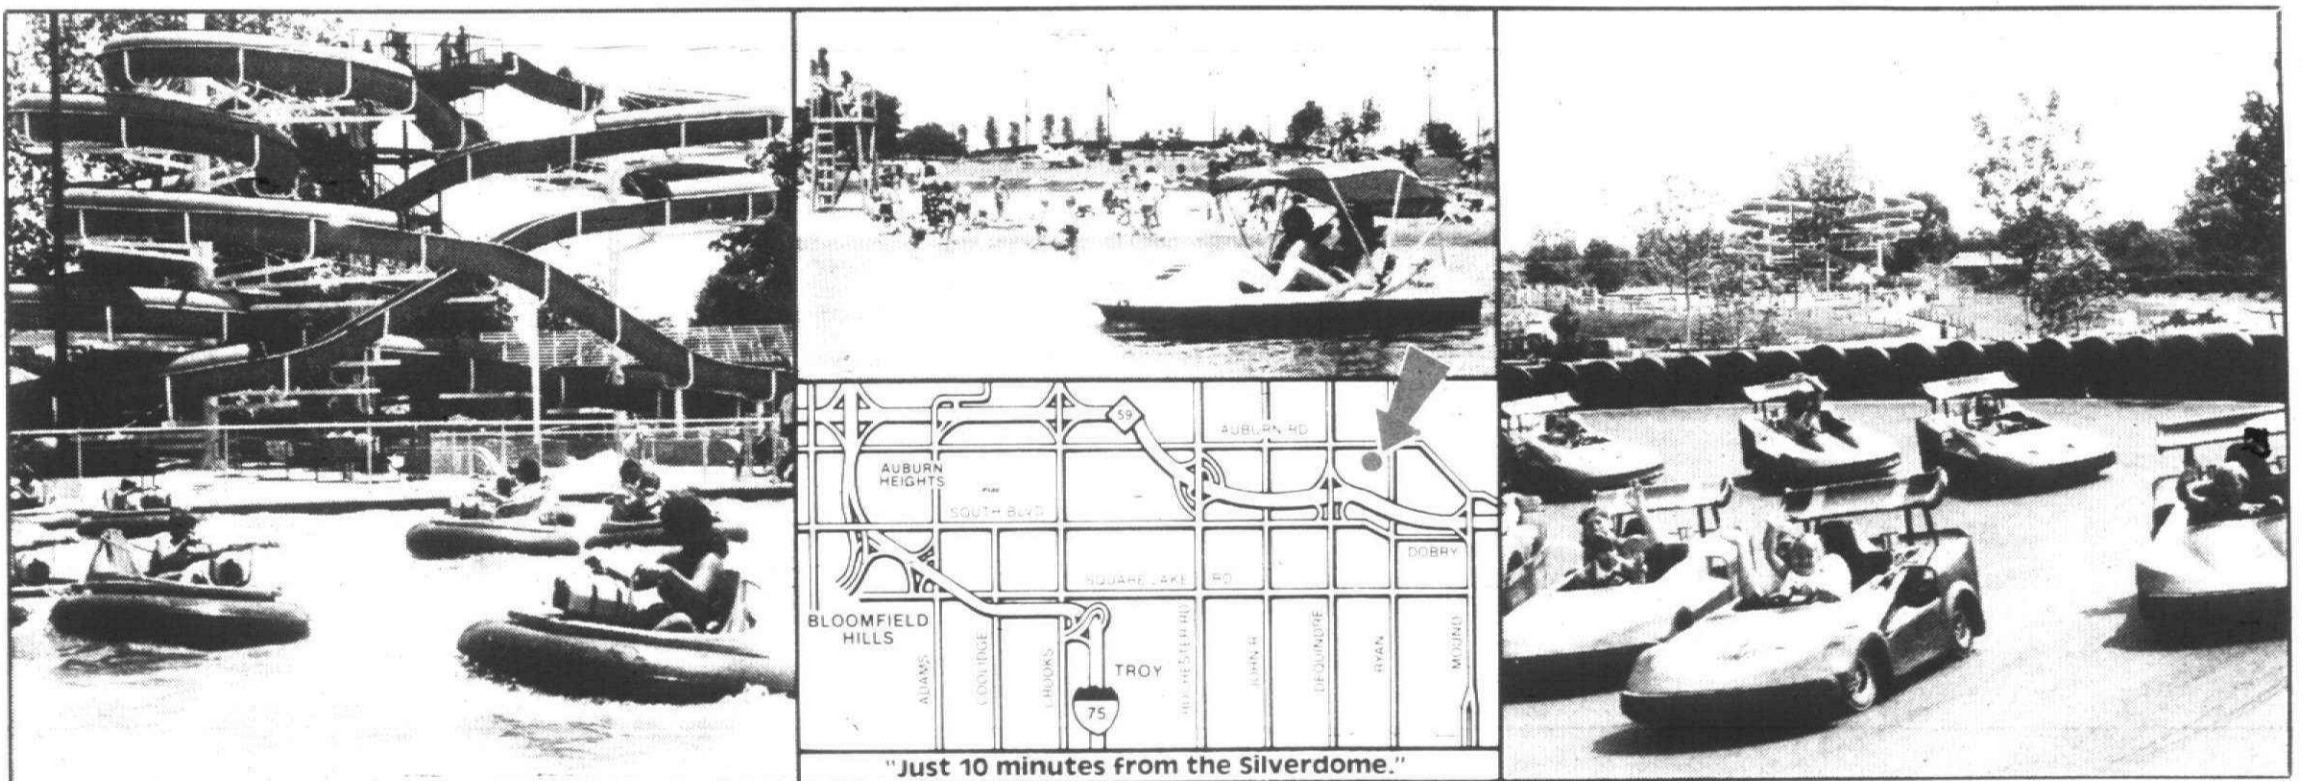 59
AUBURN RD
AUBURN
HEIGHTS
SOUTH BLVD
DOBRY
SQUARE LAKE RD
BLOOMFIELD
HILLS
ADAMS
COOLIDGE
CROOKS
TROY
75
ROCHESTER RD
JOHN R
DEQUINDRE
RYAN
MOUND
"Just 10 minutes from the Silverdome."